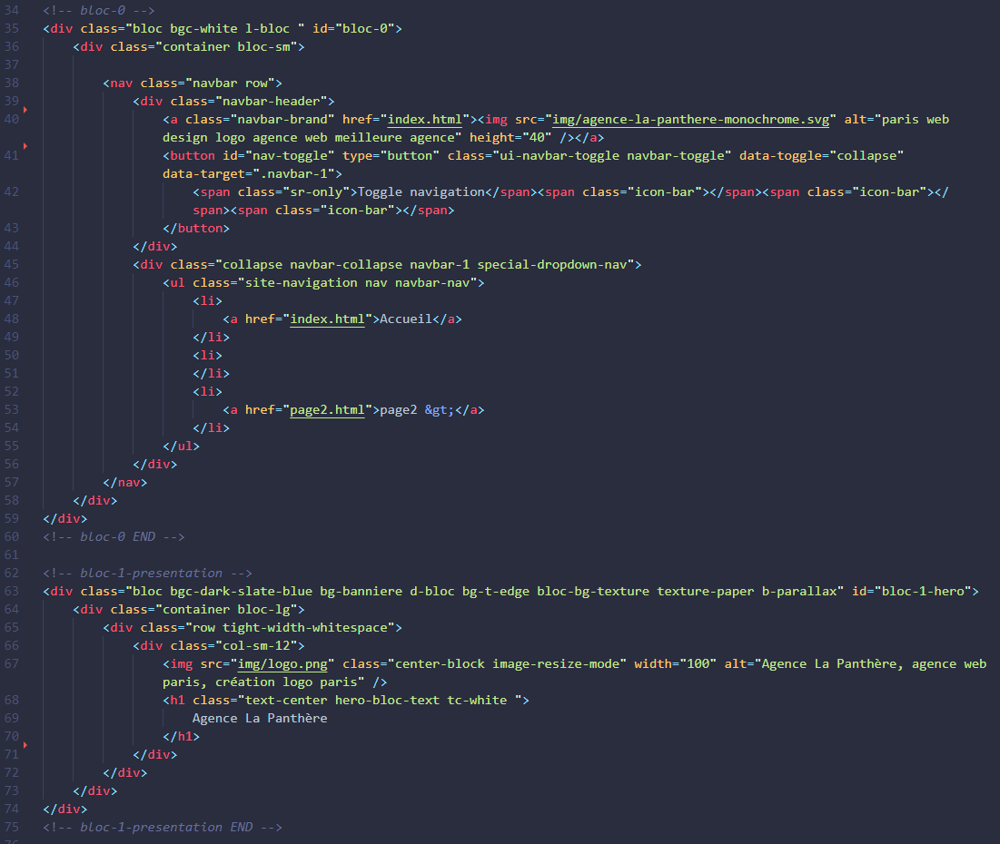 34 <!-- bloc-0 -->
35 <div class="bloc bgc-white l-bloc " id="bloc-0">
36 <div class="container bloc-sm">
37
38 <nav class="navbar row">
39 <div class="navbar-header">
40 <a class="navbar-brand" href="index.html"><img src="img/agence-la-panthere-monochrome.svg" alt="paris web
design logo agence web meilleure agence" height="40" /></a>
41 <button id="nav-toggle" type="button" class="ui-navbar-toggle navbar-toggle" data-toggle="collapse"
data-target=".navbar-1">
42 <span class="sr-only">Toggle navigation</span><span class="icon-bar"></span><span class="icon-bar"></
span><span class="icon-bar"></span>
43 </button>
44 </div>
45 <div class="collapse navbar-collapse navbar-1 special-dropdown-nav">
46 <ul class="site-navigation nav navbar-nav">
47 <li>
48 <a href="index.html">Accueil</a>
49 </li>
50 <li>
51 </li>
52 <li>
53 <a href="page2.html">page2 &gt;</a>
54 </li>
55 </ul>
56 </div>
57 </nav>
58 </div>
59 </div>
60 <!-- bloc-0 END -->
61
62 <!-- bloc-1-presentation -->
63 <div class="bloc bgc-dark-slate-blue bg-banniere d-bloc bg-t-edge bloc-bg-texture texture-paper b-parallax" id="bloc-1-hero">
64 <div class="container bloc-lg">
65 <div class="row tight-width-whitespace">
66 <div class="col-sm-12">
67 <img src="img/logo.png" class="center-block image-resize-mode" width="100" alt="Agence La Panthère, agence web
paris, création logo paris" />
68 <h1 class="text-center hero-bloc-text tc-white ">
69 Agence La Panthère
70 </h1>
71 </div>
72 </div>
73 </div>
74 </div>
75 <!-- bloc-1-presentation END -->